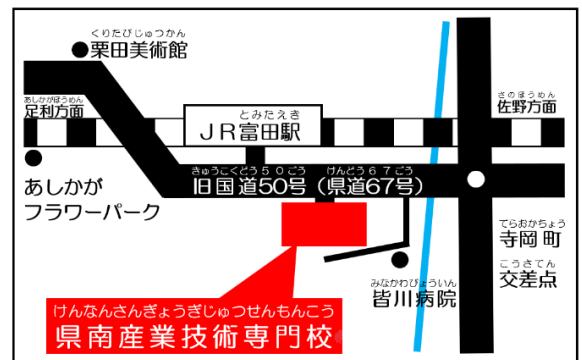 くりたびじゅつかん
栗田美術館
あしかがほうめん
足利方面
とみたえき
JR富田駅
さのほうめん
佐野方面
あしかが
フラワーパーク
きゅうこくどう５０ごう けんどう６７ごう
旧国道50号（県道67号）
てらおかちょう
寺岡町
こうさてん
交差点
みなかわびょういん
皆川病院
けんなんさんぎょうぎじゅつせんもんこう
県南産業技術専門校